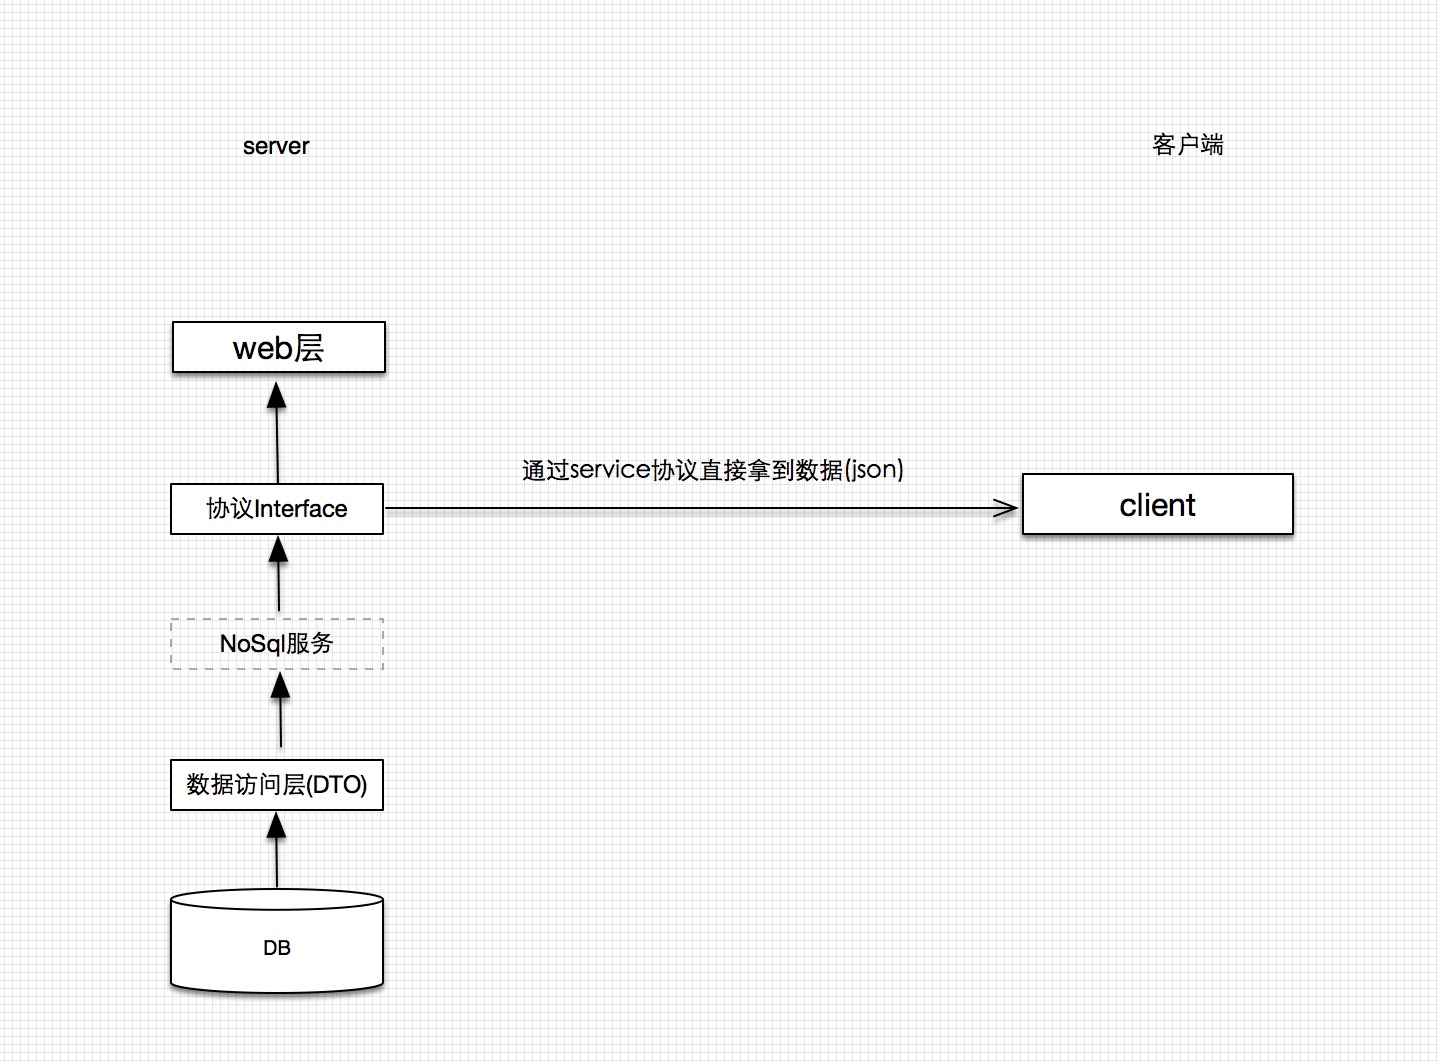 server
客户端
web层
通过service协议直接拿到数据(json)
协议Interface
client
NoSql服务
数据访问层(DTO)
DB